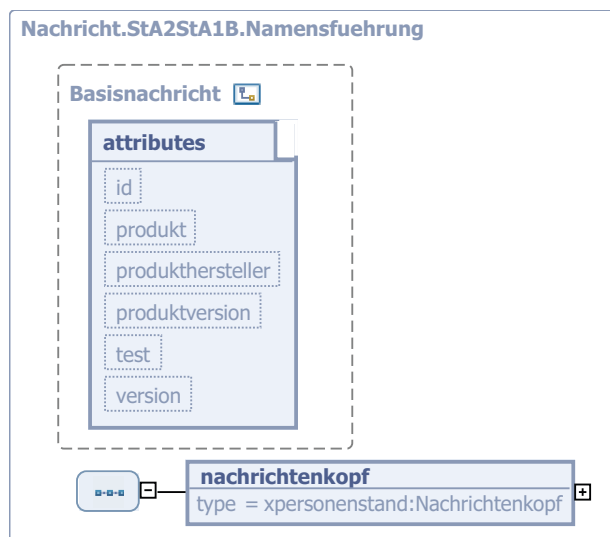 Nachricht.StA2StA1B.Namensfuehrung
Basisnachricht
attributes
id
produkt
produkthersteller
produktversion
test
version
nachrichtenkopf
type = xpersonenstand:Nachrichtenkopf